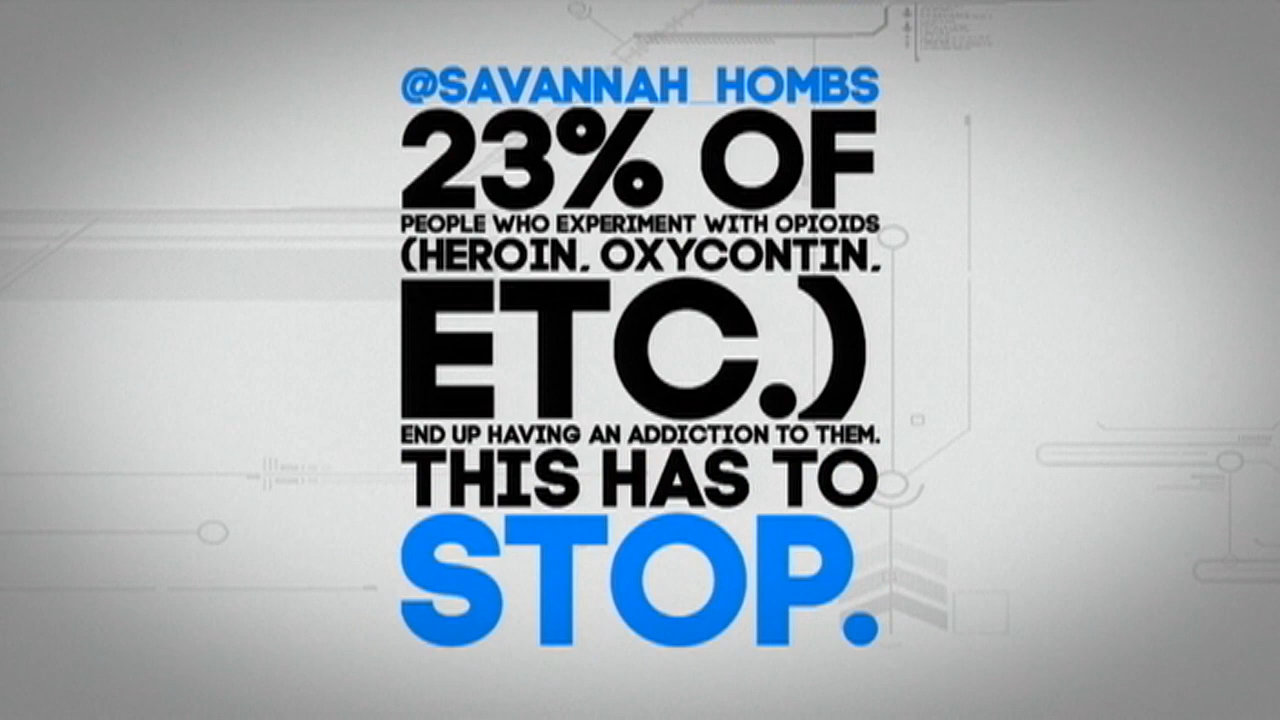 @SAVANNAH_HOMBS
23% OF
PEOPLE WHO EXPERIMENT WITH OPIOIDS
(HEROIN, OXYCONTIN,
ETC.)
END UP HAVING AN ADDICTION TO THEM.
THIS HAS TO
STOP.